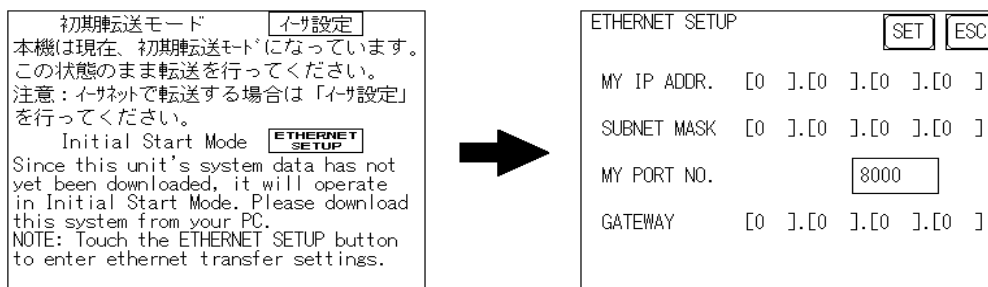 初期転送モード イーサ設定
本機は現在、初期転送ﾓｰﾄﾞになっています。
この状態のまま転送を行ってください。
注意：ｲｰｻﾈｯﾄで転送する場合は「ｲｰｻ設定」
を行ってください。
Initial Start Mode ETHERNET SETUP
Since this unit's system data has not
yet been downloaded, it will operate
in Initial Start Mode. Please download
this system from your PC.
NOTE: Touch the ETHERNET SETUP button
to enter ethernet transfer settings.
ETHERNET SETUP SET ESC
MY IP ADDR. [0 ].[0 ].[0 ].[0 ]
SUBNET MASK [0 ].[0 ].[0 ].[0 ]
MY PORT NO. 8000
GATEWAY [0 ].[0 ].[0 ].[0 ]